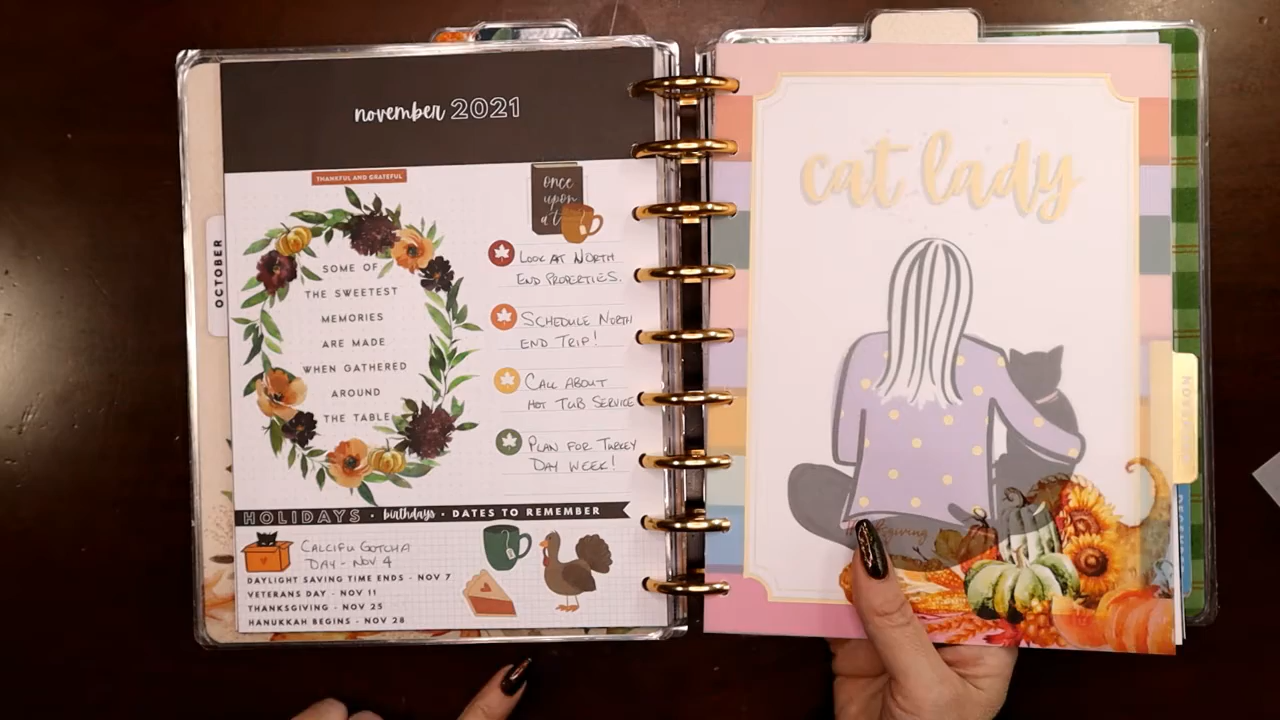 november 2021
THANKFUL AND GRATEFUL
OCTOBER
SOME OF
THE SWEETEST
MEMORIES
ARE MADE
WHEN GATHERED
AROUND
THE TABLE
once
upon
a
LOOK AT NORTH
END PROPERTIES.
SCHEDULE NORTH
END TRIP!
CALL ABOUT
HOT TUB SERVICE
PLAN FOR TURKEY
DAY WEEK!
HOLIDAYS • birthdays • DATES TO REMEMBER
CALCIFU GOTCHA
DAY - NOV 4
DAYLIGHT SAVING TIME ENDS - NOV 7
VETERANS DAY - NOV 11
THANKSGIVING - NOV 25
HANUKKAH BEGINS - NOV 28
cat lady